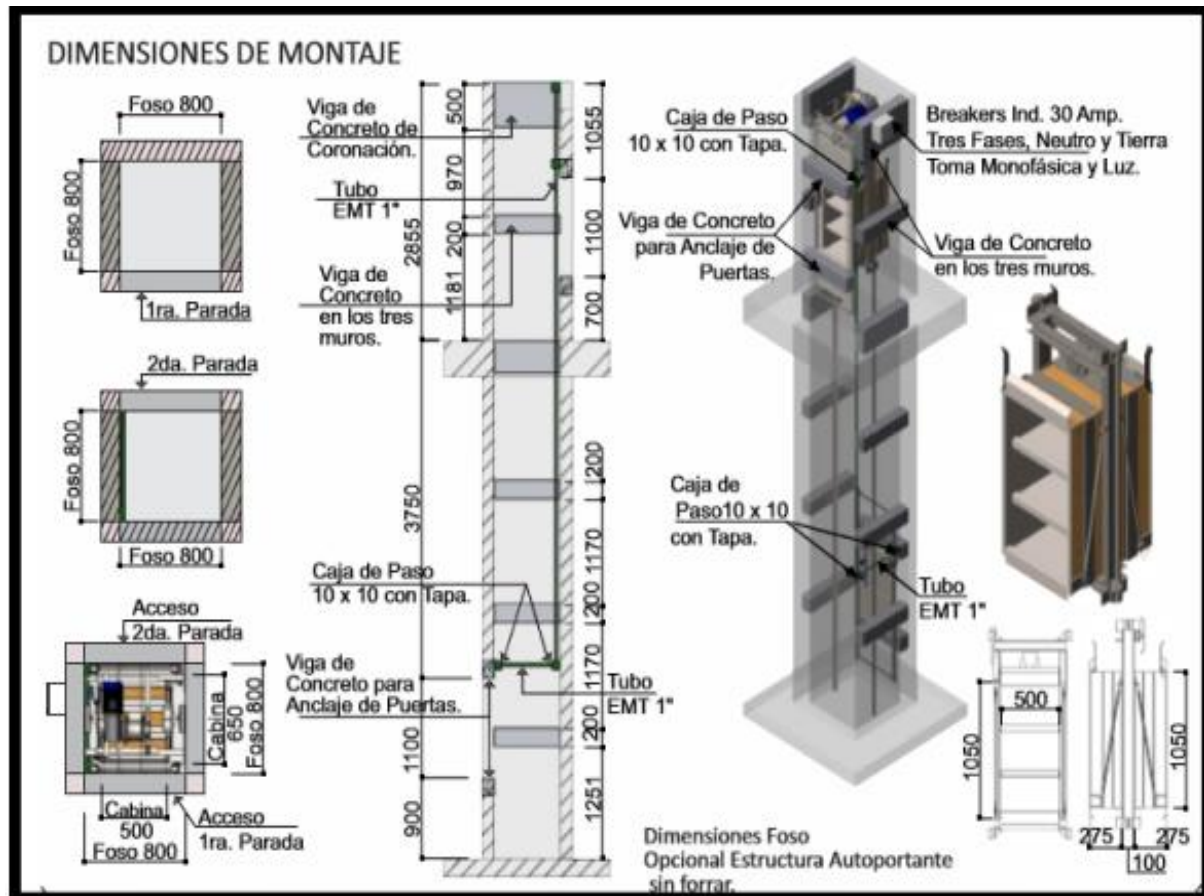 DIMENSIONES DE MONTAJE
Foso 800
Foso 800
1ra. Parada
2da. Parada
Foso 800
Foso 800
Acceso
2da. Parada
Cabina
650
Foso 800
Cabina
500
Foso 800
Acceso
1ra. Parada
Viga de
Concreto de
Coronación.
Tubo
EMT 1"
Viga de
Concreto
en los tres
muros.
Caja de Paso
10 x 10 con Tapa.
Viga de
Concreto para
Anclaje de Puertas.
Tubo
EMT 1"
2855
3750
1100
900
500
970
200
1181
1055
1100
700
200
1170
200
1170
200
1251
Caja de Paso
10 x 10 con Tapa.
Breakers Ind. 30 Amp.
Tres Fases, Neutro y Tierra
Toma Monofásica y Luz.
Viga de Concreto
para Anclaje de
Puertas.
Viga de Concreto
en los tres muros.
Caja de
Paso10 x 10
con Tapa.
Tubo
EMT 1"
500
1050
1050
275
275
100
Dimensiones Foso
Opcional Estructura Autoportante
sin forrar.